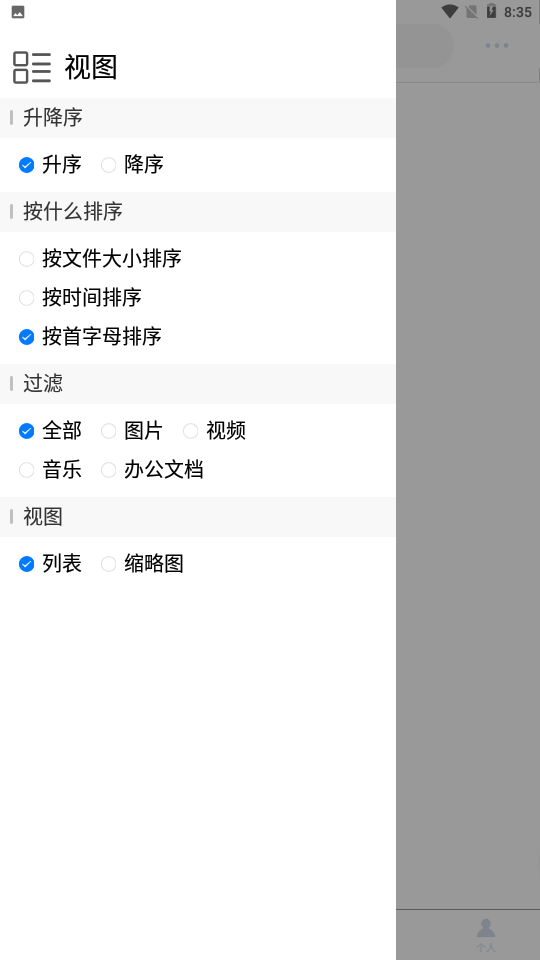 8:35
视图
升降序
升序 降序
按什么排序
按文件大小排序
按时间排序
按首字母排序
过滤
全部 图片 视频
音乐 办公文档
视图
列表 缩略图
个人